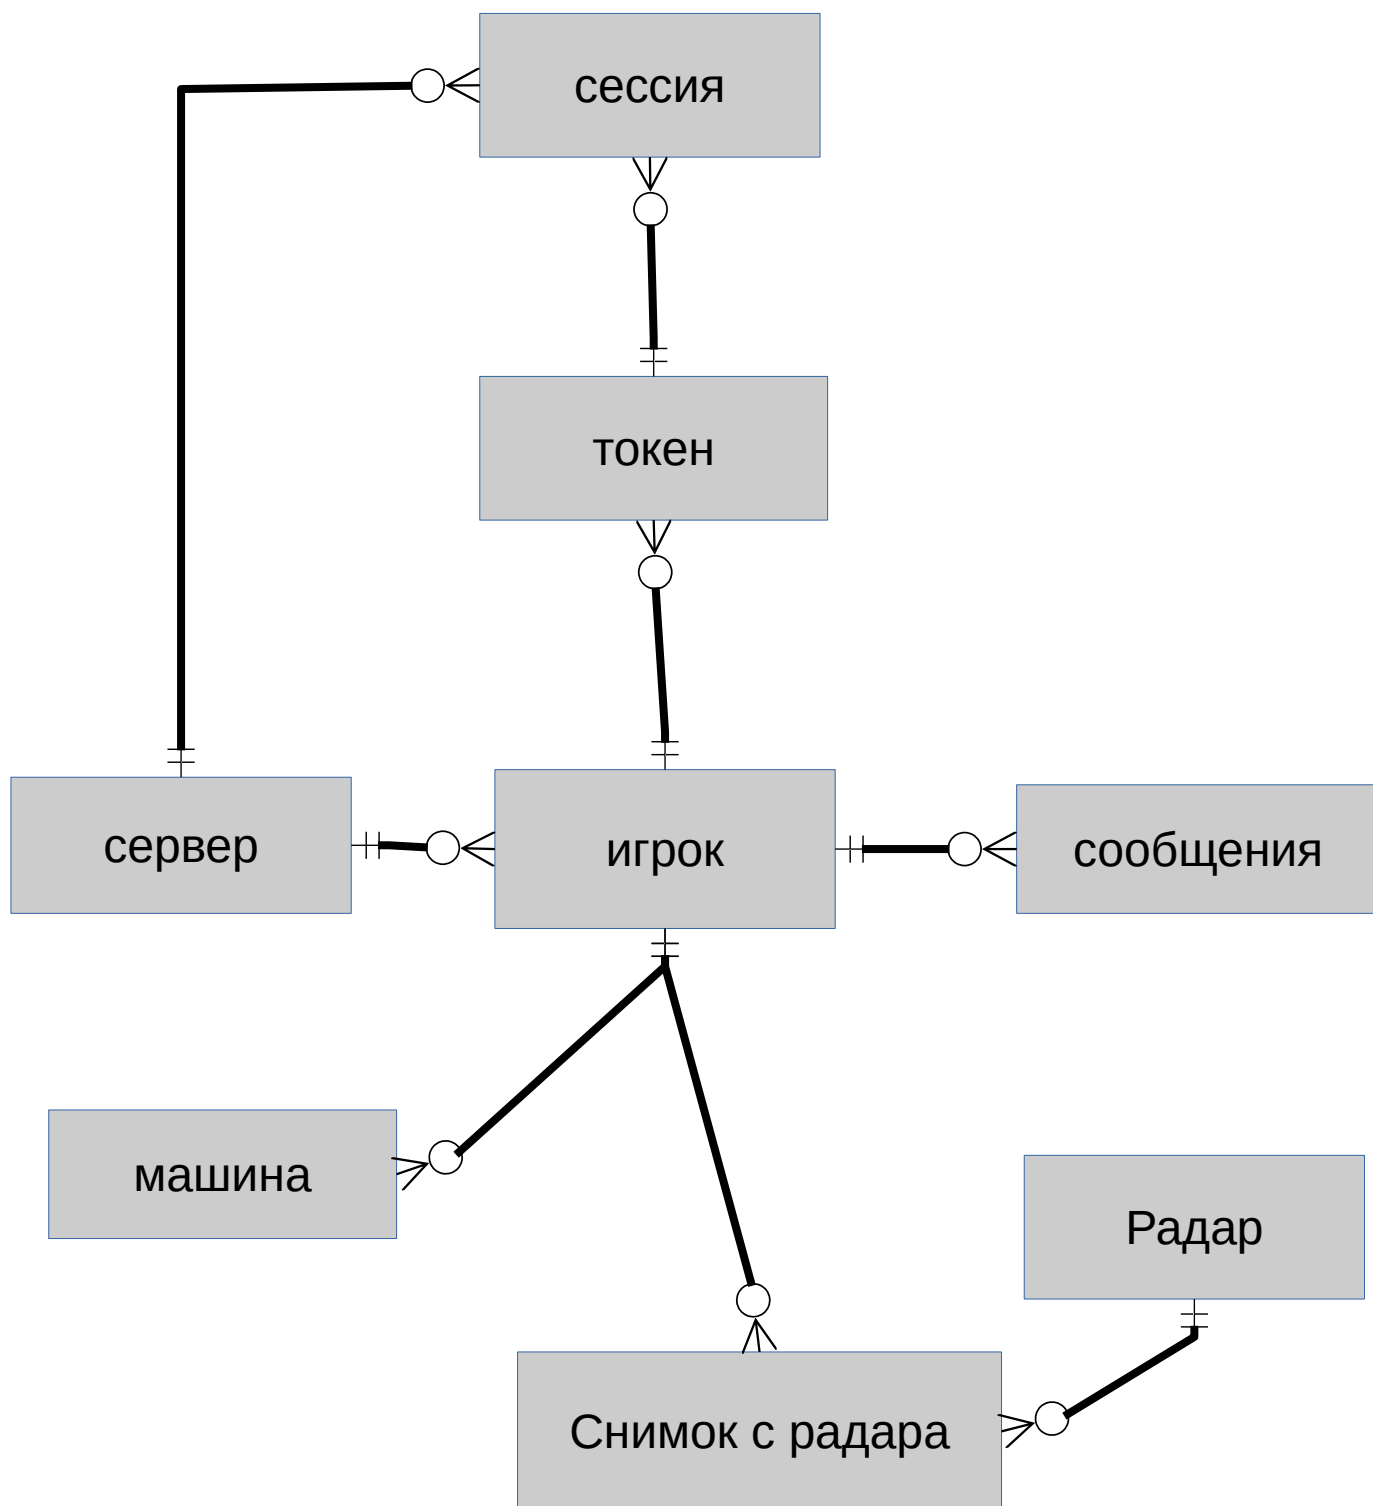 сессия
токен
сервер
игрок
сообщения
машина
Радар
Снимок с радара